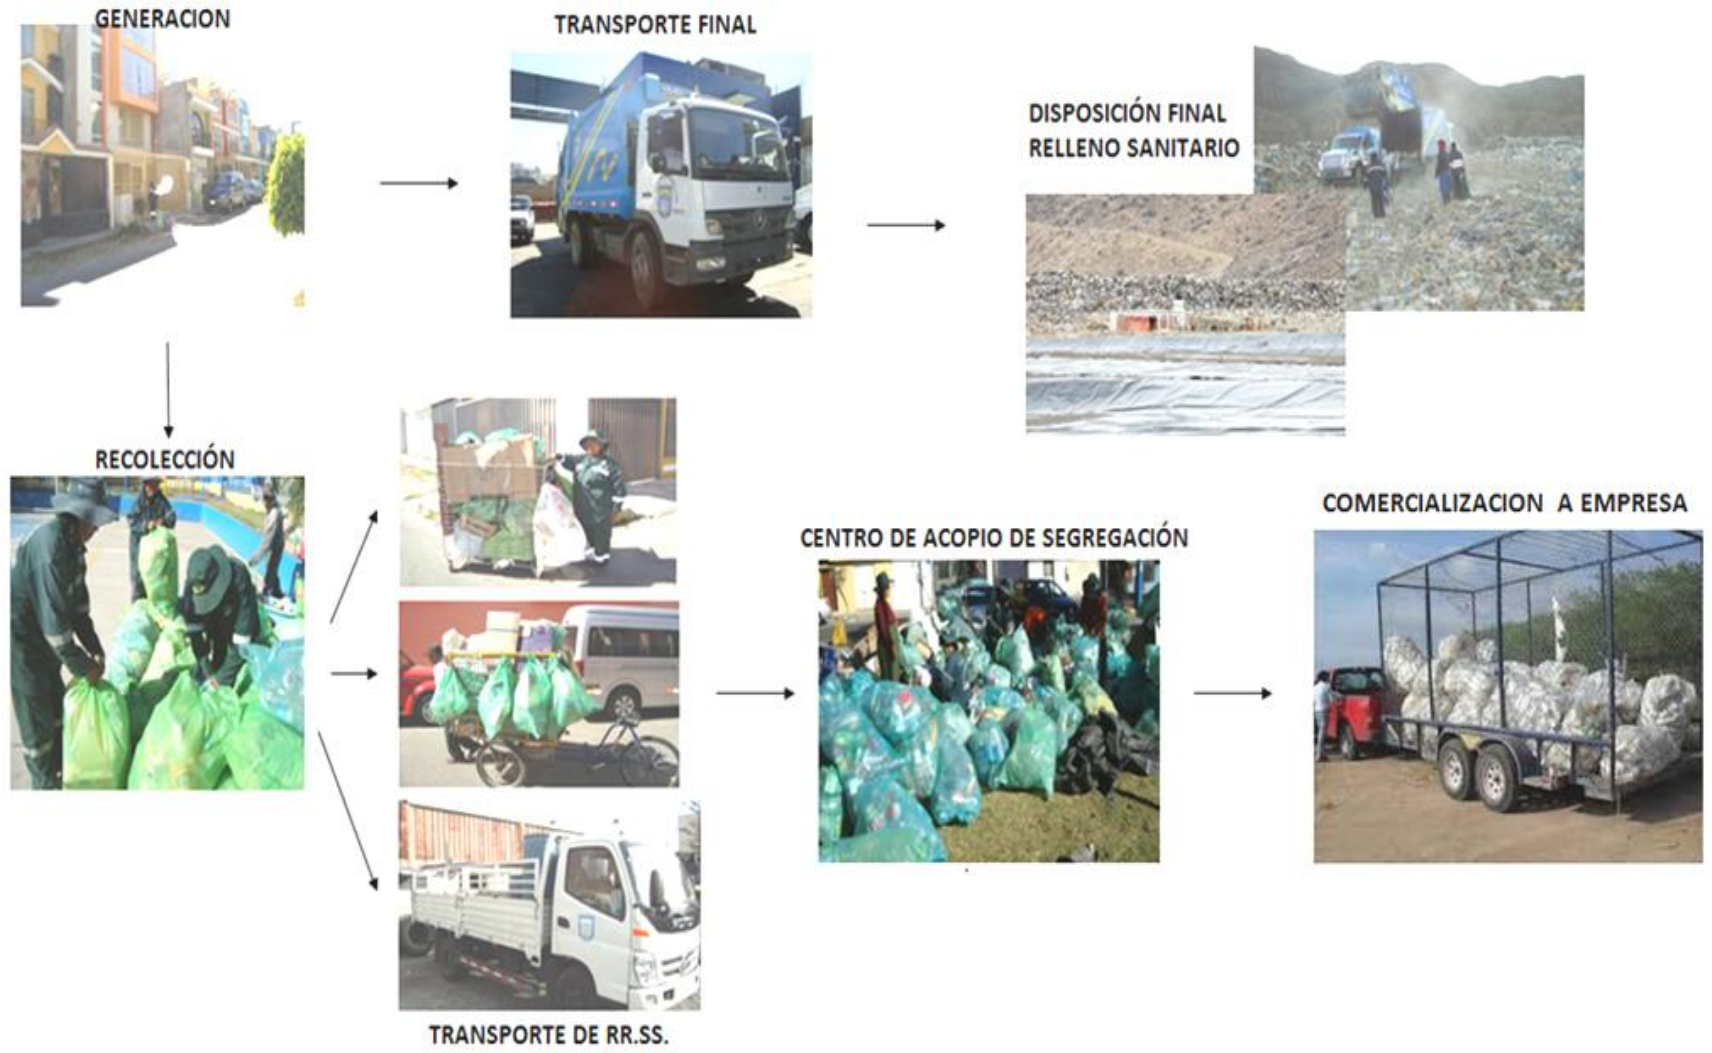 GENERACION
TRANSPORTE FINAL
DISPOSICIÓN FINAL
RELLENO SANITARIO
RECOLECCIÓN
CENTRO DE ACOPIO DE SEGREGACIÓN
COMERCIALIZACION A EMPRESA
TRANSPORTE DE RR.SS.